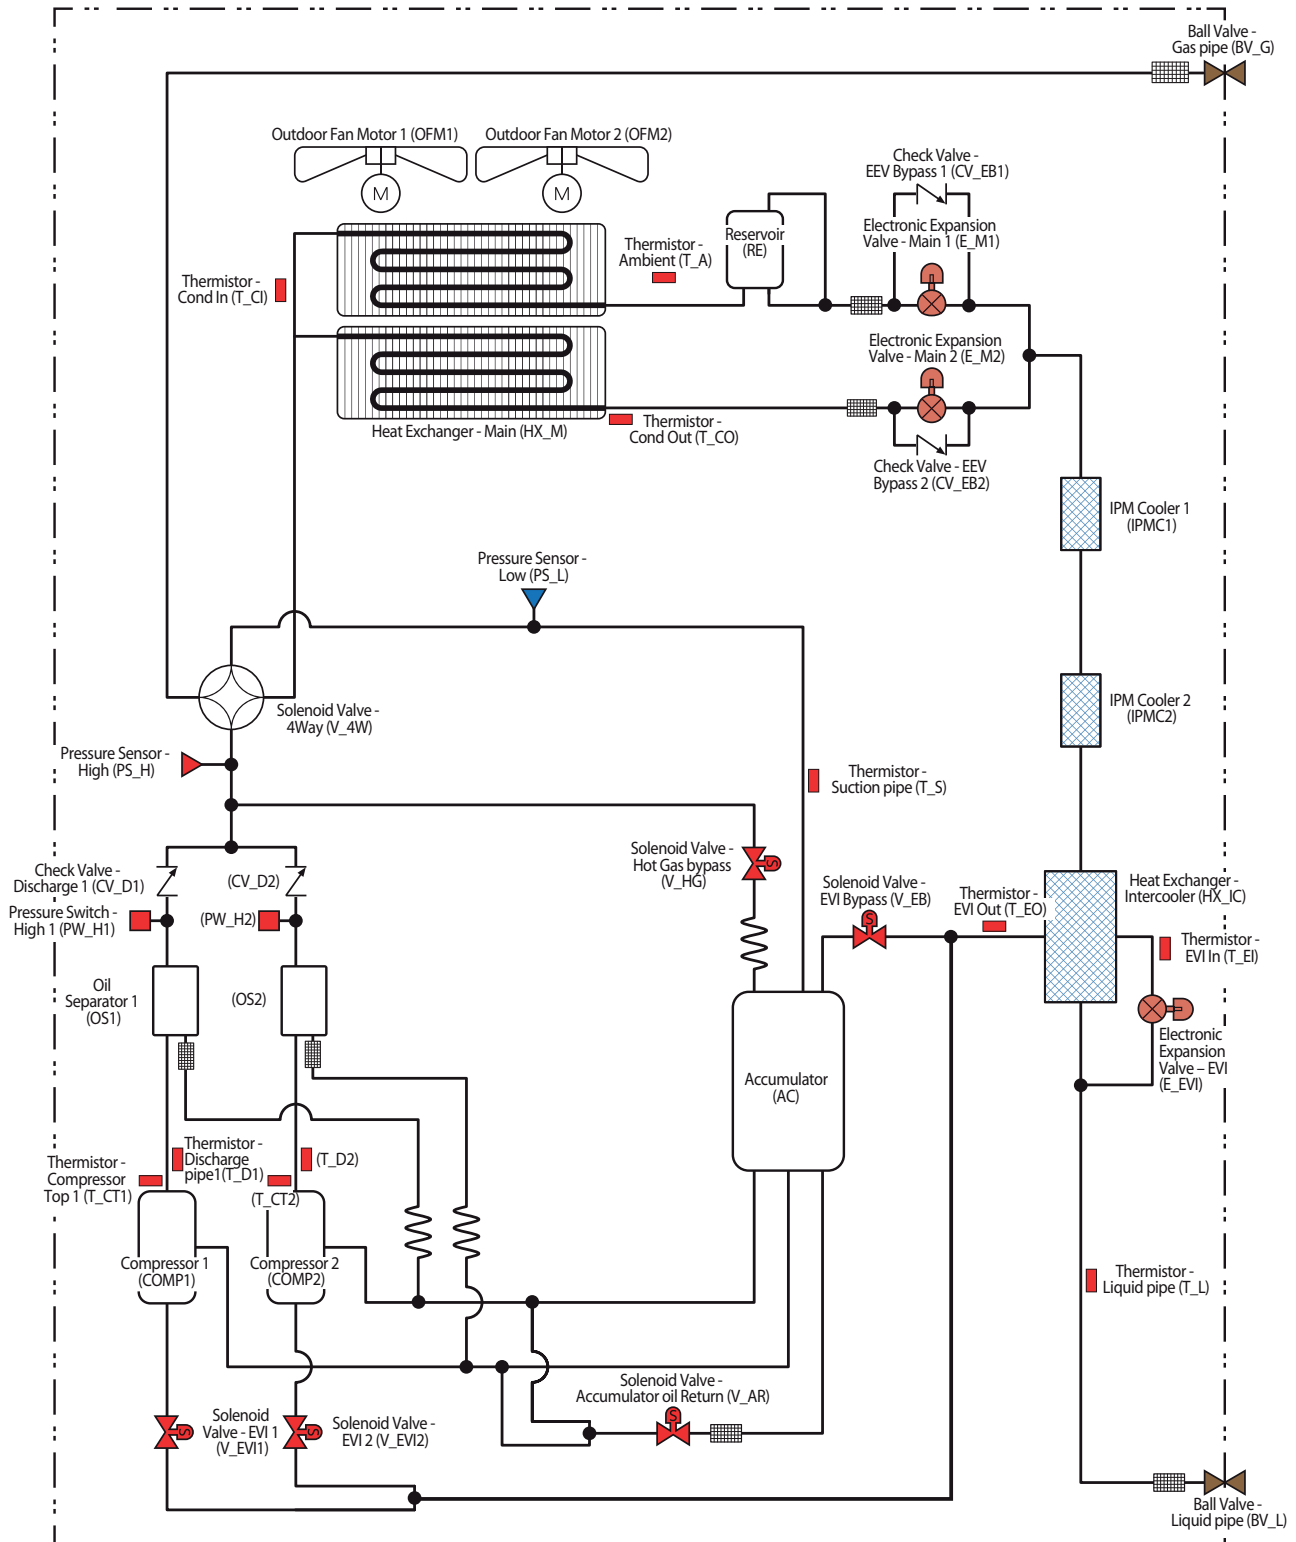 Ball Valve -
Gas pipe (BV_G)
Outdoor Fan Motor 1 (OFM1)
Outdoor Fan Motor 2 (OFM2)
M
M
Check Valve -
EEV Bypass 1 (CV_EB1)
Electronic Expansion
Valve - Main 1 (E_M1)
Reservoir
(RE)
Thermistor -
Ambient (T_A)
Thermistor -
Cond In (T_CI)
Electronic Expansion
Valve - Main 2 (E_M2)
Thermistor -
Cond Out (T_CO)
Heat Exchanger - Main (HX_M)
Check Valve - EEV
Bypass 2 (CV_EB2)
IPM Cooler 1
(IPMC1)
Pressure Sensor -
Low (PS_L)
IPM Cooler 2
(IPMC2)
Solenoid Valve -
4Way (V_4W)
Pressure Sensor -
High (PS_H)
Thermistor -
Suction pipe (T_S)
Solenoid Valve -
Hot Gas bypass
(V_HG)
S
Check Valve -
Discharge 1 (CV_D1)
(CV_D2)
Solenoid Valve -
EVI Bypass (V_EB)
S
Thermistor -
EVI Out (T_EO)
Heat Exchanger -
Intercooler (HX_IC)
Pressure Switch -
High 1 (PW_H1)
(PW_H2)
Thermistor -
EVI In (T_EI)
Oil
Separator 1
(OS1)
(OS2)
Electronic
Expansion
Valve – EVI
(E_EVI)
Accumulator
(AC)
Thermistor -
Discharge
pipe1(T_D1)
(T_D2)
Thermistor -
Compressor
Top 1 (T_CT1)
(T_CT2)
Compressor 1
(COMP1)
Compressor 2
(COMP2)
Thermistor -
Liquid pipe (T_L)
Solenoid Valve -
Accumulator oil Return (V_AR)
S
Solenoid
Valve - EVI 1
(V_EVI1)
S
Solenoid Valve -
EVI 2 (V_EVI2)
S
Ball Valve -
Liquid pipe (BV_L)